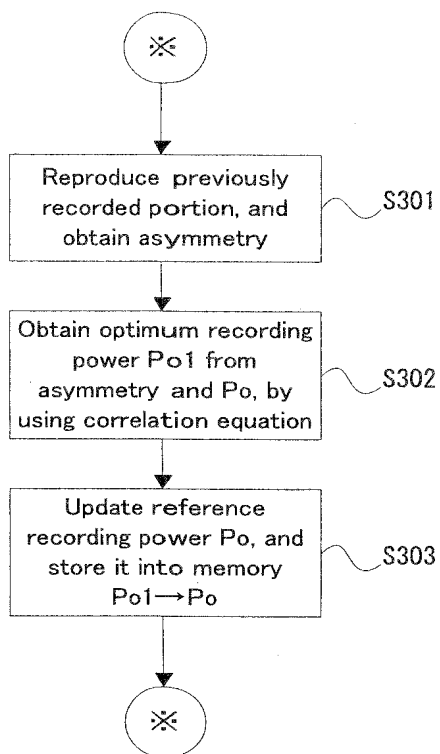 ※
Reproduce previously
recorded portion, and
obtain asymmetry
S301
Obtain optimum recording
power Po1 from
asymmetry and Po, by
using correlation equation
S302
Update reference
recording power Po, and
store it into memory
Po1→Po
S303
※